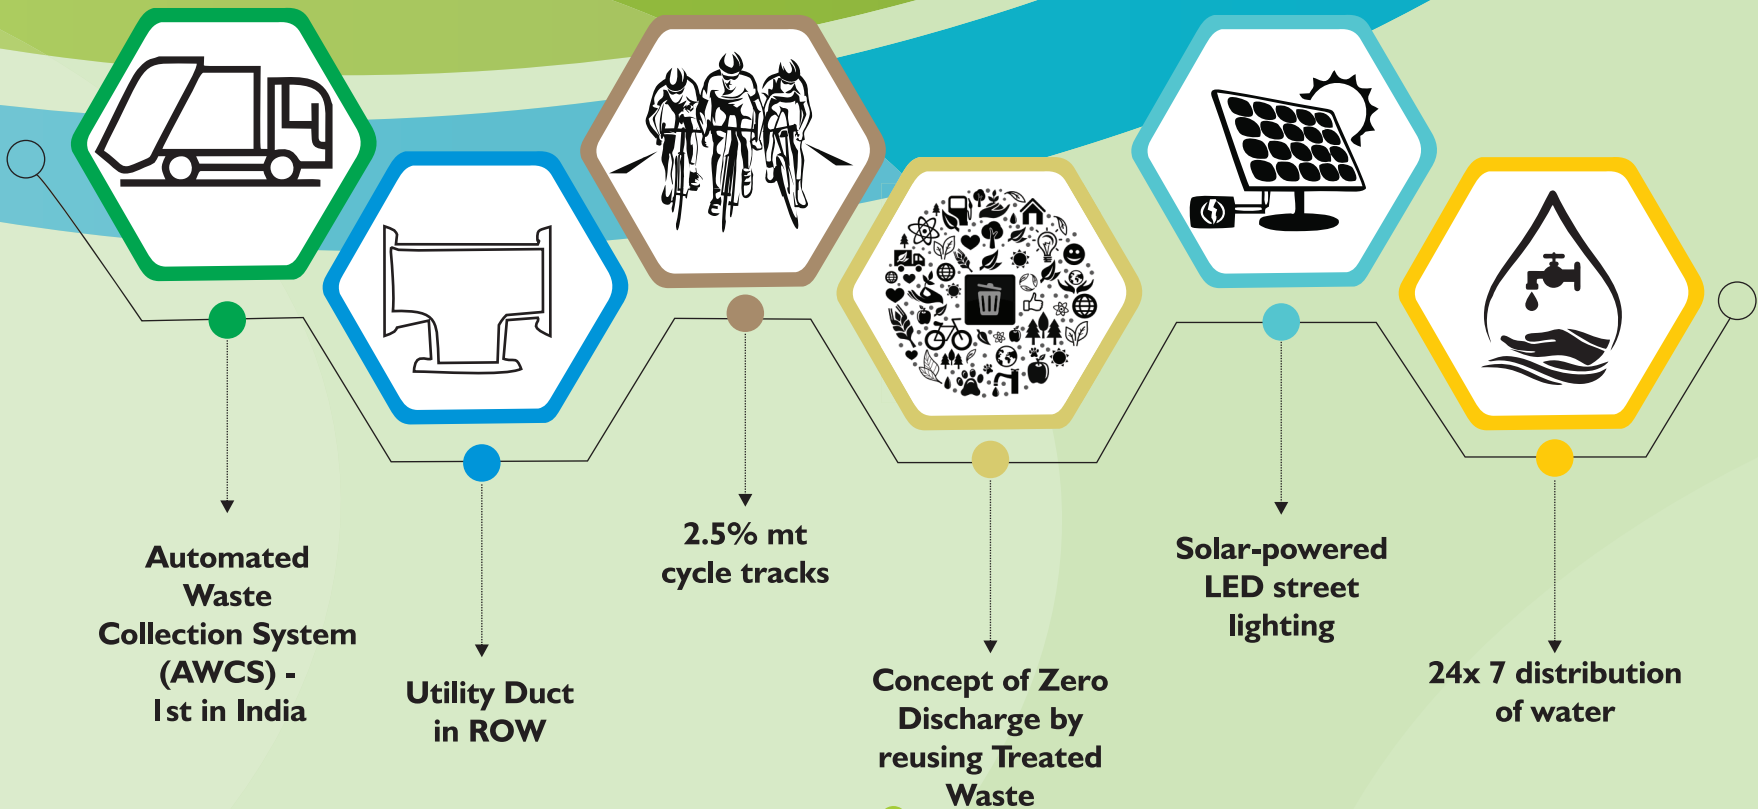 Automated
Waste
Collection System
(AWCS) -
1st in India
Utility Duct
in ROW
2.5% mt
cycle tracks
Concept of Zero
Discharge by
reusing Treated
Waste
Solar-powered
LED street
lighting
24x 7 distribution
of water